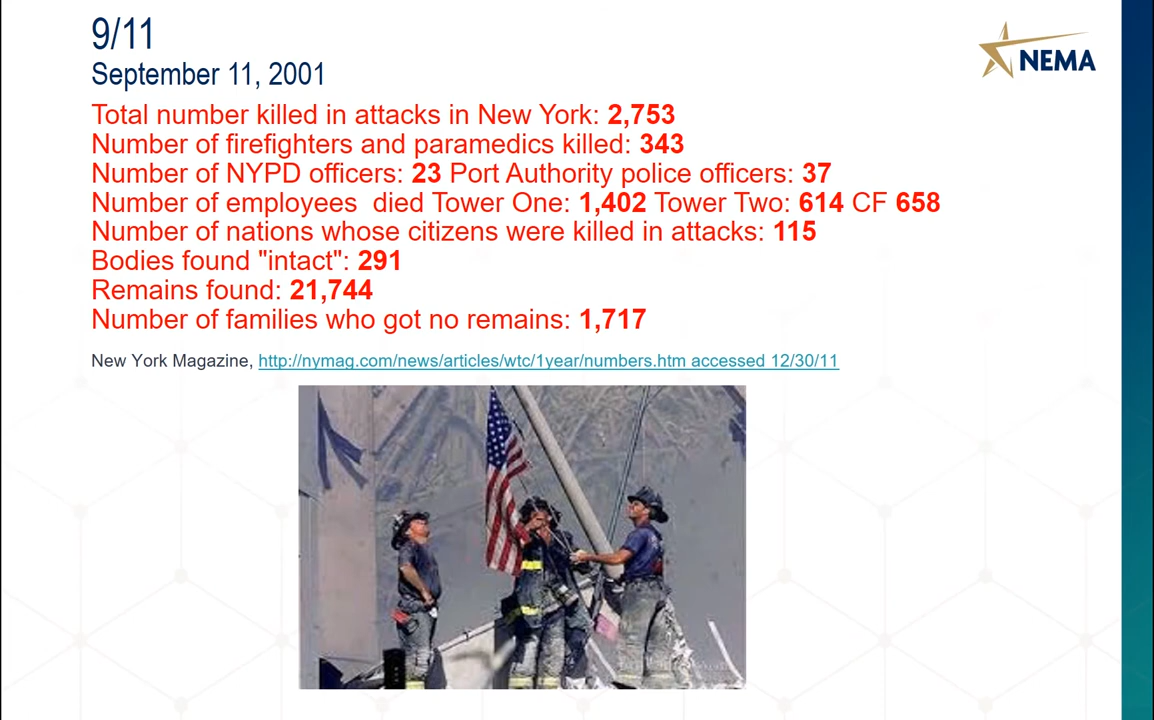 9/11
NEMA
September 11, 2001
Total number killed in attacks in New York: 2,753
Number of firefighters and paramedics killed: 343
Number of NYPD officers: 23 Port Authority police officers: 37
Number of employees  died Tower One: 1,402 Tower Two: 614 CF 658
Number of nations whose citizens were killed in attacks: 115
Bodies found "intact": 291
Remains found: 21,744
Number of families who got no remains: 1,717
New York Magazine, http://nymag.com/news/articles/wtc/1year/numbers.htm accessed 12/30/11